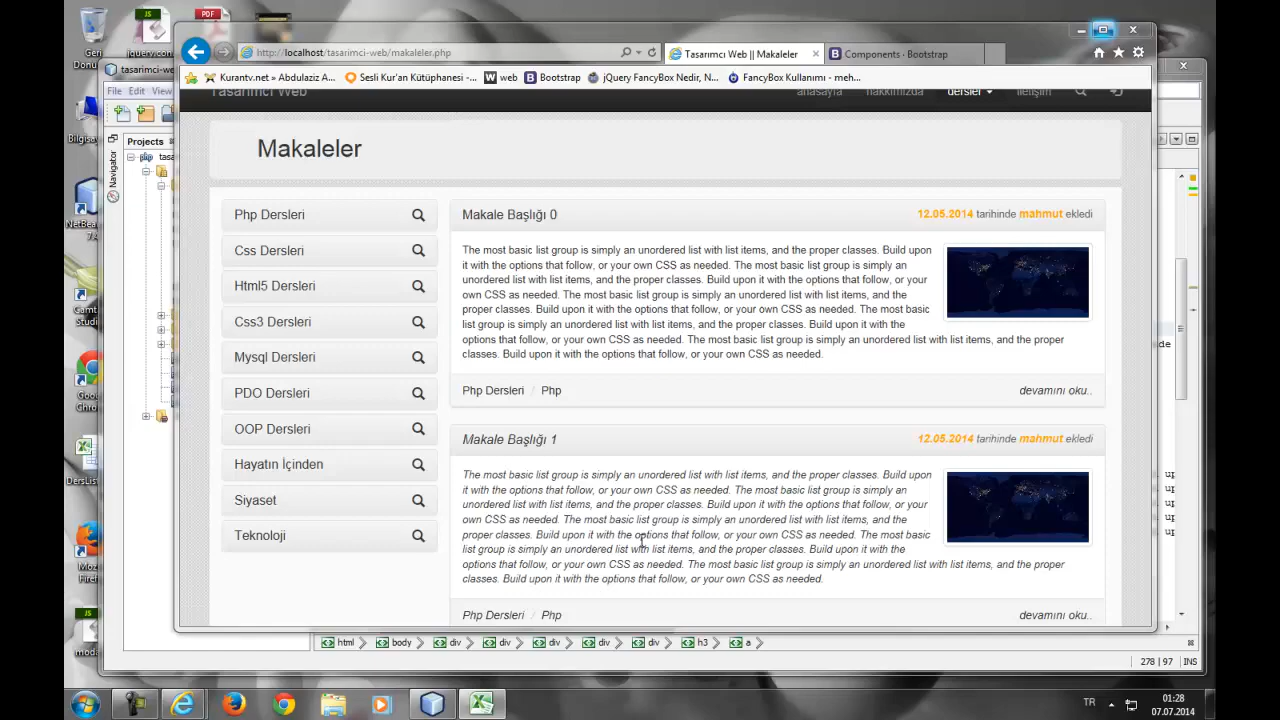 JS
PDF
Geri
jquery.con
http://localhost/tasarimci-web/makaleler.php
Tasarımcı Web || Makaleler
Components · Bootstrap
Kurantv.net » Abdulaziz A...
Sesli Kur'an Kütüphanesi -...
web
Bootstrap
jQuery FancyBox Nedir, N...
FancyBox Kullanımı - meh...
tasarimci-web
File Edit View
Projects
Navigator
php
Bilgisay
NetBea
Studi
Goo
Chro
DersList
Mozi
Firef
JS
Tasarımcı Web
anasayfa
hakkımızda
dersler
iletişim
Makaleler
Php Dersleri
Css Dersleri
Html5 Dersleri
Css3 Dersleri
Mysql Dersleri
PDO Dersleri
OOP Dersleri
Hayatın İçinden
Siyaset
Teknoloji
Makale Başlığı 0
12.05.2014 tarihinde mahmut ekledi
The most basic list group is simply an unordered list with list items, and the proper classes. Build upon
it with the options that follow, or your own CSS as needed. The most basic list group is simply an
unordered list with list items, and the proper classes. Build upon it with the options that follow, or your
own CSS as needed. The most basic list group is simply an unordered list with list items, and the
proper classes. Build upon it with the options that follow, or your own CSS as needed. The most basic
list group is simply an unordered list with list items, and the proper classes. Build upon it with the
options that follow, or your own CSS as needed. The most basic list group is simply an unordered list with list items, and the proper
classes. Build upon it with the options that follow, or your own CSS as needed.
Php Dersleri / Php
devamını oku..
Makale Başlığı 1
12.05.2014 tarihinde mahmut ekledi
The most basic list group is simply an unordered list with list items, and the proper classes. Build upon
it with the options that follow, or your own CSS as needed. The most basic list group is simply an
unordered list with list items, and the proper classes. Build upon it with the options that follow, or your
own CSS as needed. The most basic list group is simply an unordered list with list items, and the
proper classes. Build upon it with the options that follow, or your own CSS as needed. The most basic
list group is simply an unordered list with list items, and the proper classes. Build upon it with the
options that follow, or your own CSS as needed. The most basic list group is simply an unordered list with list items, and the proper
classes. Build upon it with the options that follow, or your own CSS as needed.
Php Dersleri / Php
devamını oku..
html body div div div div div h3 a
278 | 97 INS
TR
01:28
07.07.2014